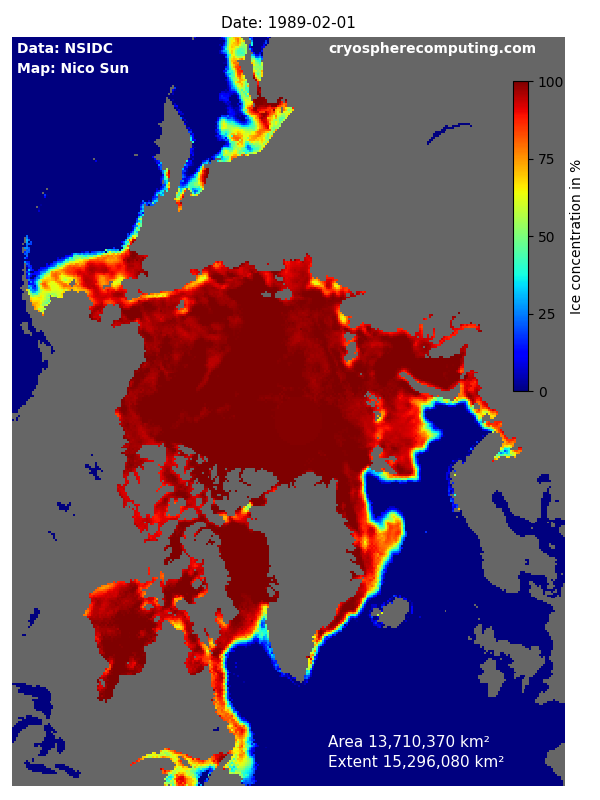 Date: 1989-02-01
Data: NSIDC
Map: Nico Sun
cryospherecomputing.com
100
75
50
25
0
Ice concentration in %
Area 13,710,370 km²
Extent 15,296,080 km²